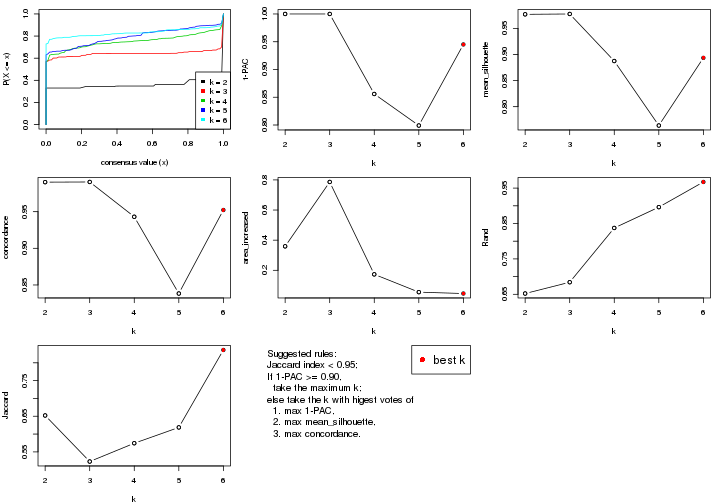 P(X <= x)
0.0 0.2 0.4 0.6 0.8 1.0
k = 2
k = 3
k = 4
k = 5
k = 6
0.0 0.2 0.4 0.6 0.8 1.0
consensus value (x)
1-PAC
0.80 0.85 0.90 0.95 1.00
2 3 4 5 6
k
mean_silhouette
0.80 0.85 0.90 0.95
2 3 4 5 6
k
concordance
0.85 0.90 0.95
2 3 4 5 6
k
area_increased
0.2 0.4 0.6 0.8
2 3 4 5 6
k
Rand
0.65 0.75 0.85 0.95
2 3 4 5 6
k
Jaccard
0.55 0.65 0.75
2 3 4 5 6
k
Suggested rules:
Jaccard index < 0.95;
If 1-PAC >= 0.90,
take the maximum k;
else take the k with higest votes of
1. max 1-PAC,
2. max mean_silhouette,
3. max concordance.
best k